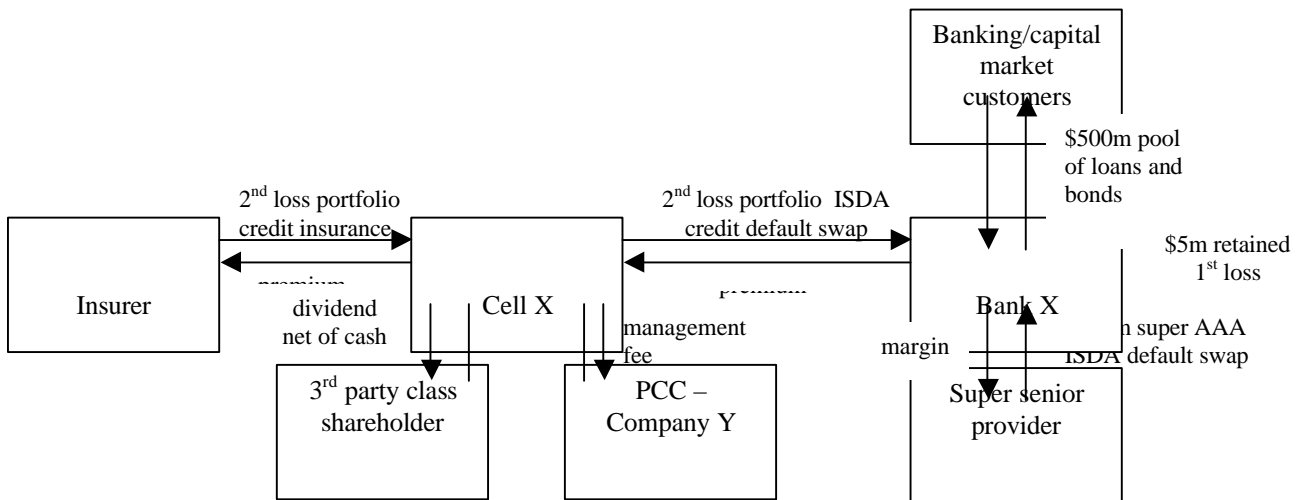 Banking/capital
market
customers
$500m pool
of loans and
bonds
2nd loss portfolio
credit insurance
2nd loss portfolio ISDA
credit default swap
$5m retained
1st loss
premium
premium
Insurer
dividend
net of cash
Cell X
management
fee
Bank X
margin
super AAA
ISDA default swap
3rd party class
shareholder
PCC –
Company Y
Super senior
provider